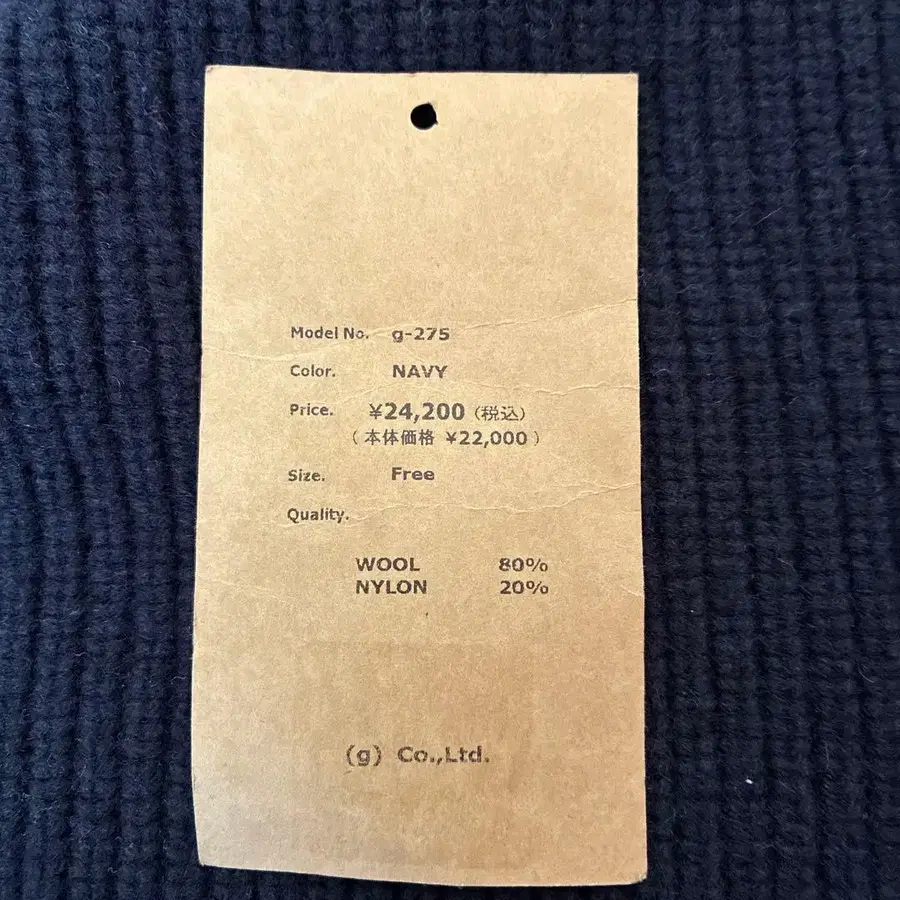 Model No. g-275
Color. NAVY
Price. ¥24,200 (税込)
( 本体価格 ¥22,000 )
Size. Free
Quality.
WOOL 80%
NYLON 20%
(g) Co.,Ltd.